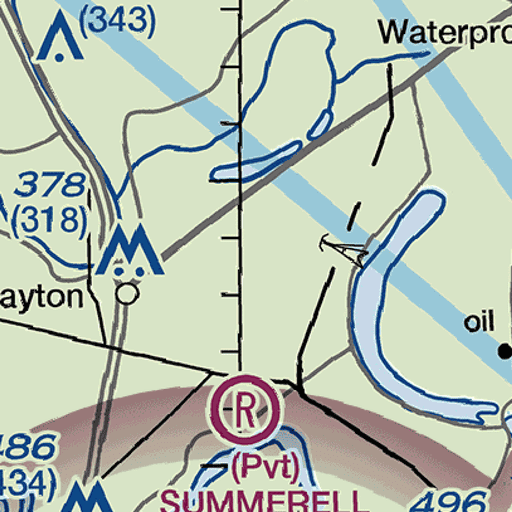 (343)
Waterpro
378
(318)
ayton
oil
R
486
434)
(Pvt)
SUMMERELL
496